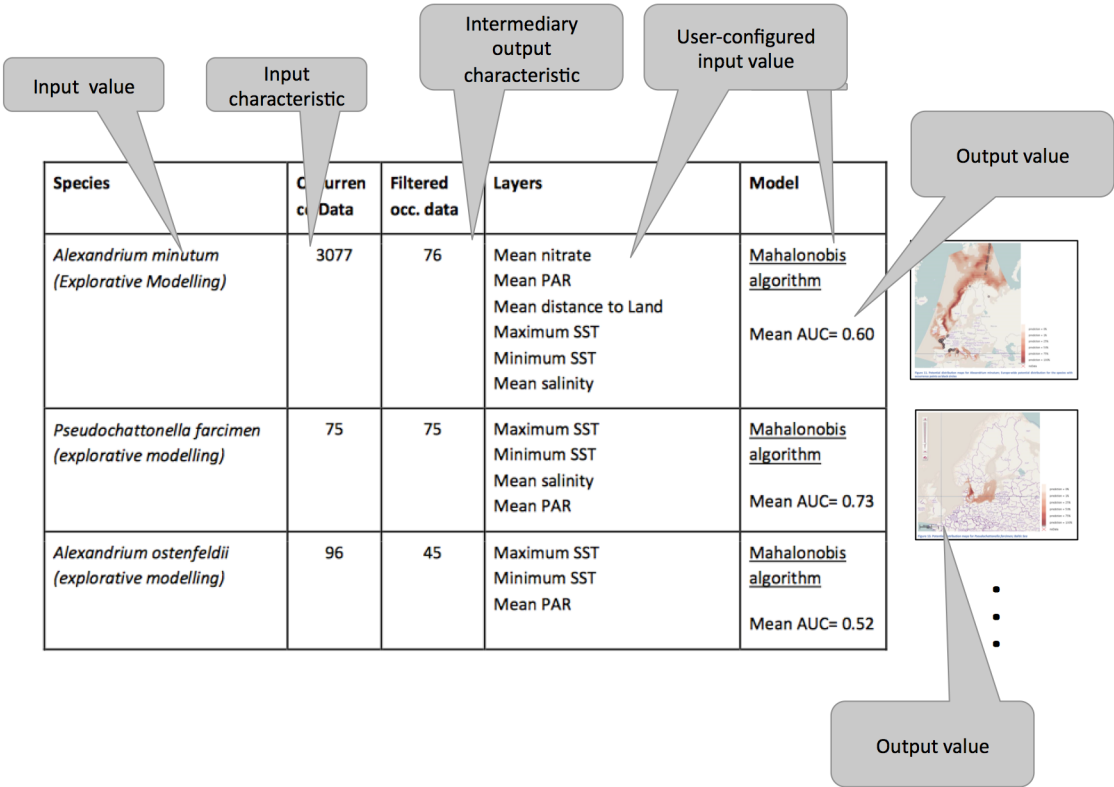 Intermediary
output
characteristic
User-configured
input value
Input value
Input
characteristic
Output value
Species
Occurren
ce Data
Filtered
occ. data
Layers
Model
Alexandrium minutum
(Explorative Modelling)
3077
76
Mean nitrate
Mean PAR
Mean distance to Land
Maximum SST
Minimum SST
Mean salinity
Mahalonobis
algorithm
Mean AUC= 0.60
Pseudochattonella farcimen
(explorative modelling)
75
75
Maximum SST
Minimum SST
Mean salinity
Mean PAR
Mahalonobis
algorithm
Mean AUC= 0.73
Alexandrium ostenfeldii
(explorative modelling)
96
45
Maximum SST
Minimum SST
Mean PAR
Mahalonobis
algorithm
Mean AUC= 0.52
Output value